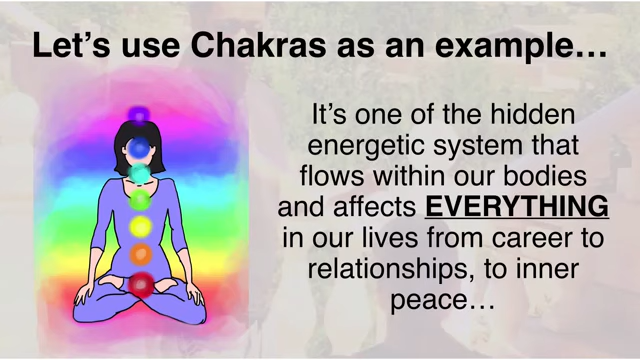 Let’s use Chakras as an example…
It’s one of the hidden
energetic system that
flows within our bodies
and affects EVERYTHING
in our lives from career to
relationships, to inner
peace…